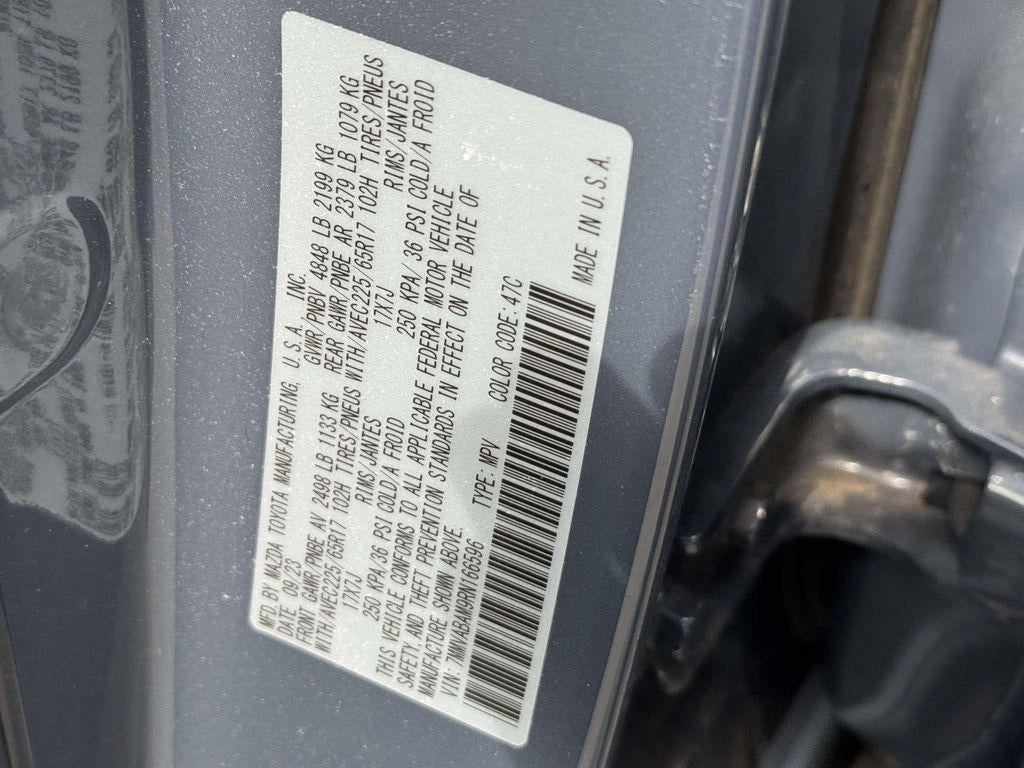 MFD.BY MAZDA TOYOTA MANUFACTURING, U.S.A., INC.
DATE 09/23 GVWR/PNBV 4848 LB 2199 KG
FRONT GAWR/PNBE AV 2498 LB 1133 KG REAR GAWR/PNBE AR 2379 LB 1079 KG
WITH/AVEC225/65R17 102H TIRES/PNEUS WITH/AVEC225/65R17 102H TIRES/PNEUS
17X7J RIMS/JANTES 17X7J RIMS/JANTES
250 KPA/36 PSI COLD/A FROID 250 KPA/ 36 PSI COLD/A FROID
THIS VEHICLE CONFORMS TO ALL APPLICABLE FEDERAL MOTOR VEHICLE
SAFETY, AND THEFT PREVENTION STANDARDS IN EFFECT ON THE DATE OF
MANUFACTURE SHOWN ABOVE.
VIN: 7MMVABAM9RN166596 TYPE: MPV COLOR CODE: 47C
MADE IN U.S.A.